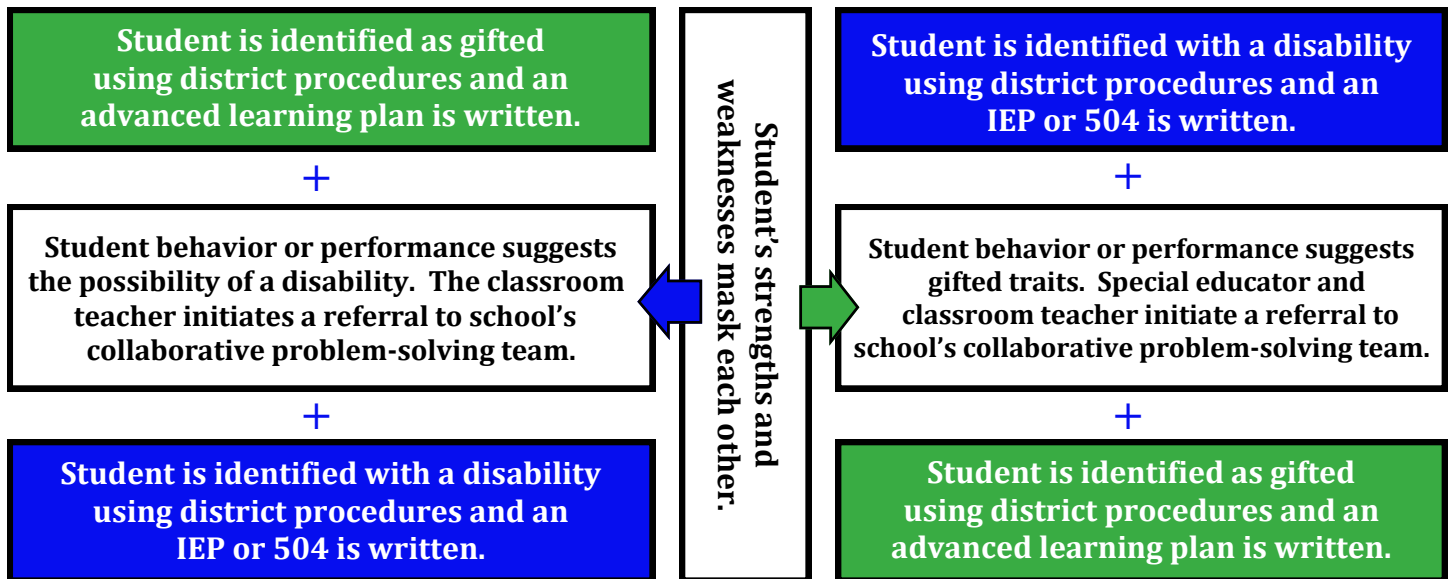 Student is identified as gifted
using district procedures and an
advanced learning plan is written.
+
Student behavior or performance suggests
the possibility of a disability.  The classroom
teacher initiates a referral to school’s
collaborative problem-solving team.
+
Student is identified with a disability
using district procedures and an
IEP or 504 is written.
Student’s strengths and
weaknesses mask each other.
Student is identified with a disability
using district procedures and an
IEP or 504 is written.
+
Student behavior or performance suggests
gifted traits.  Special educator and
classroom teacher initiate a referral to
school’s collaborative problem-solving team.
+
Student is identified as gifted
using district procedures and an
advanced learning plan is written.